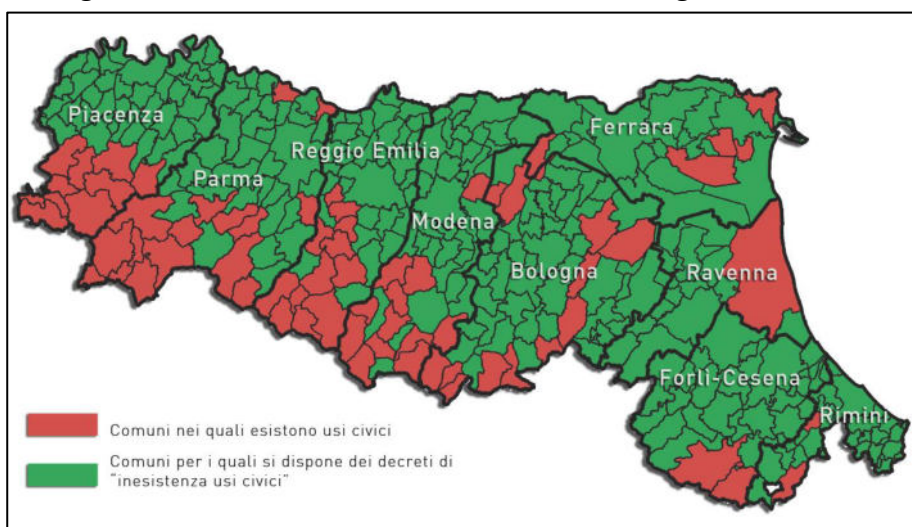 Piacenza
Ferrara
Reggio Emilia
Parma
Modena
Bologna
Ravenna
Forlì-Cesena
Rimini
Comuni nei quali esistono usi civici
Comuni per i quali si dispone dei decreti di
"inesistenza usi civici"